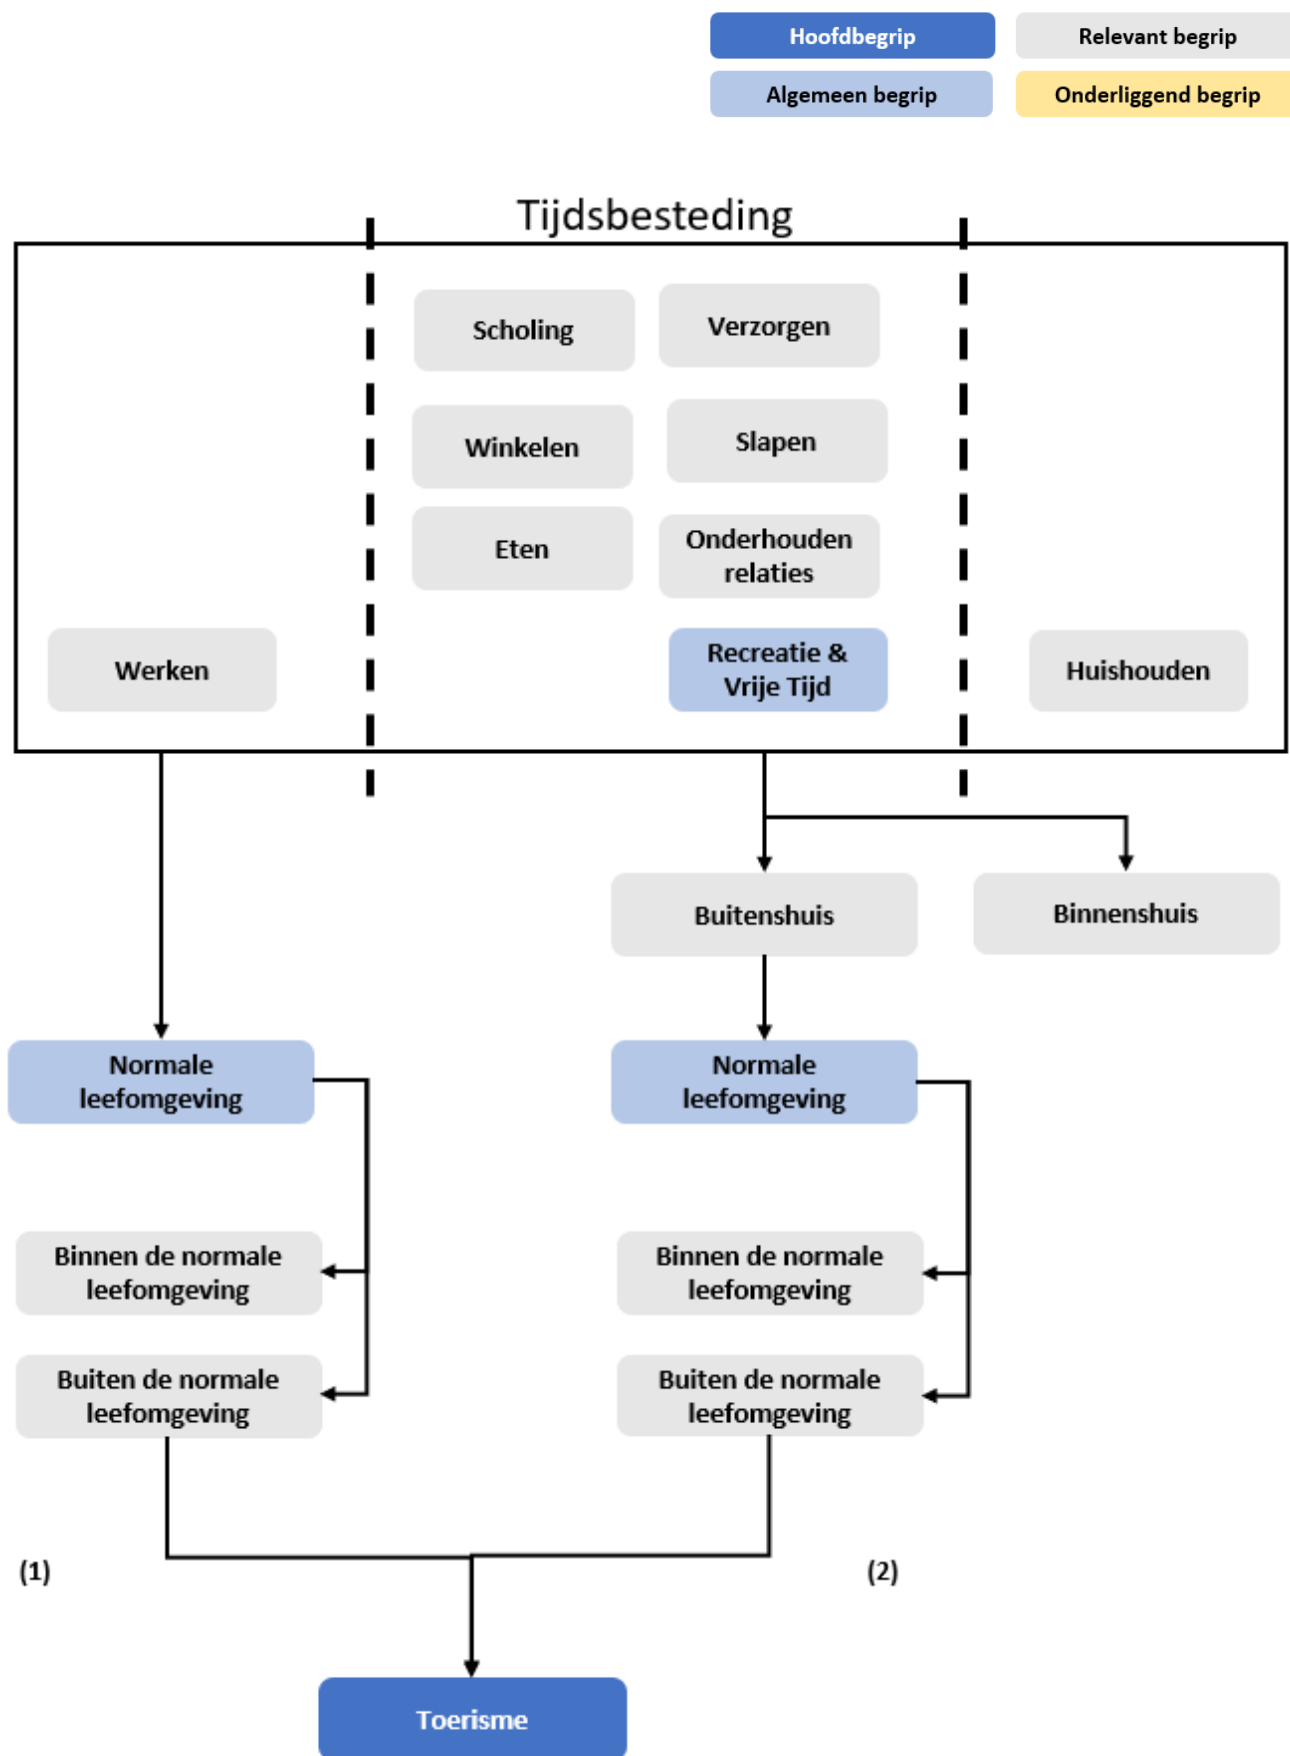 Hoofdbegrip
Relevant begrip
Algemeen begrip
Onderliggend begrip
Tijdsbesteding
Scholing
Verzorgen
Winkelen
Slapen
Eten
Onderhouden
relaties
Werken
Recreatie &
Vrije Tijd
Huishouden
Buitenshuis
Binnenshuis
Normale
leefomgeving
Normale
leefomgeving
Binnen de normale
leefomgeving
Binnen de normale
leefomgeving
Buiten de normale
leefomgeving
Buiten de normale
leefomgeving
(1)
(2)
Toerisme